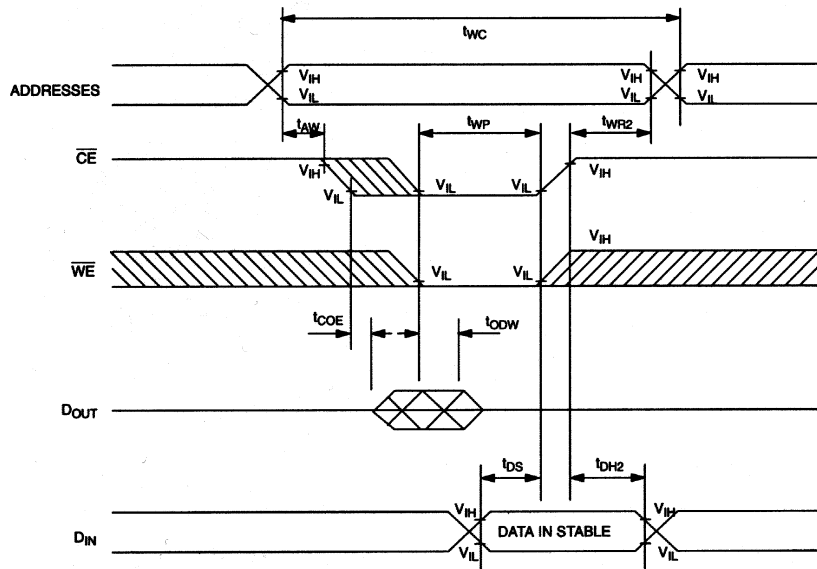 tWC
ADDRESSES
VIH VIH VIH
VIL VIL VIL
tAW tWP tWR2
CE
VIH VIH
VIL VIL VIL
VIH
WE
VIL VIL
tCOE tODW
DOUT
tDS tDH2
VIH VIH
DIN DATA IN STABLE
VIL VIL